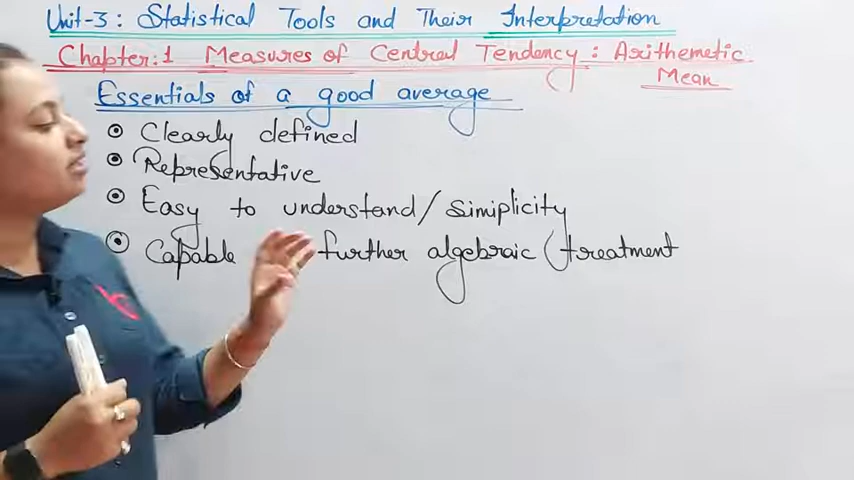 Unit-3: Statistical Tools and Their Interpretation
Chapter:1 Measures of Central Tendency: Arithemetic
Mean
Essentials of a good average
Clearly defined
Representative
Easy to understand/simiplicity
Capable further algebraic treatment